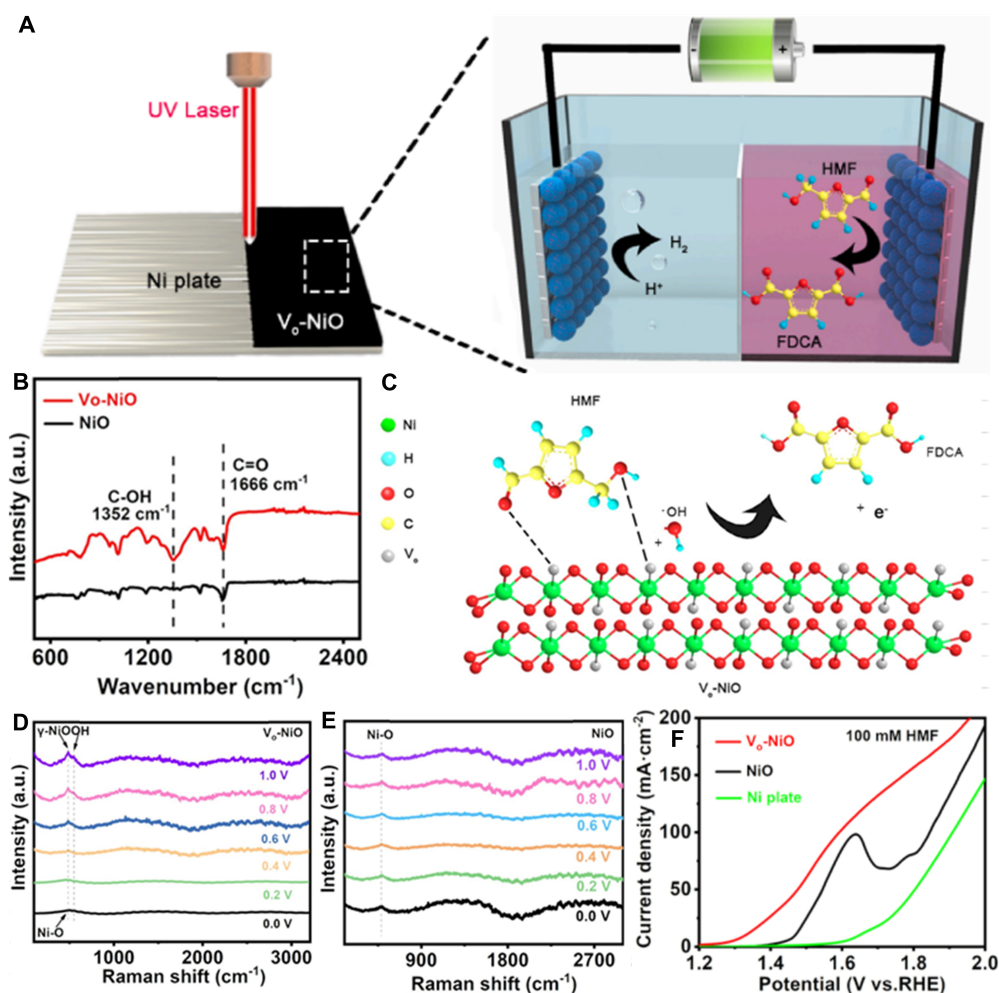 A
UV Laser
Ni plate
Vo-NiO
- +
HMF
H2
H+
FDCA
B
Vo-NiO
NiO
C-OH
1352 cm-1
C=O
1666 cm-1
Intensity (a.u.)
600 1200 1800 2400
Wavenumber (cm-1)
C
Ni
H
O
C
Vo
HMF
-OH
+
FDCA
+ e-
Vo-NiO
D
γ-NiOOH
Vo-NiO
1.0 V
0.8 V
0.6 V
0.4 V
0.2 V
0.0 V
Ni-O
Intensity (a.u.)
1000 2000 3000
Raman shift (cm-1)
E
Ni-O
NiO
1.0 V
0.8 V
0.6 V
0.4 V
0.2 V
0.0 V
Intensity (a.u.)
900 1800 2700
Raman shift (cm-1)
F
Vo-NiO
NiO
Ni plate
100 mM HMF
Current density (mA·cm-2)
200
150
100
50
0
1.2 1.4 1.6 1.8 2.0
Potential (V vs.RHE)